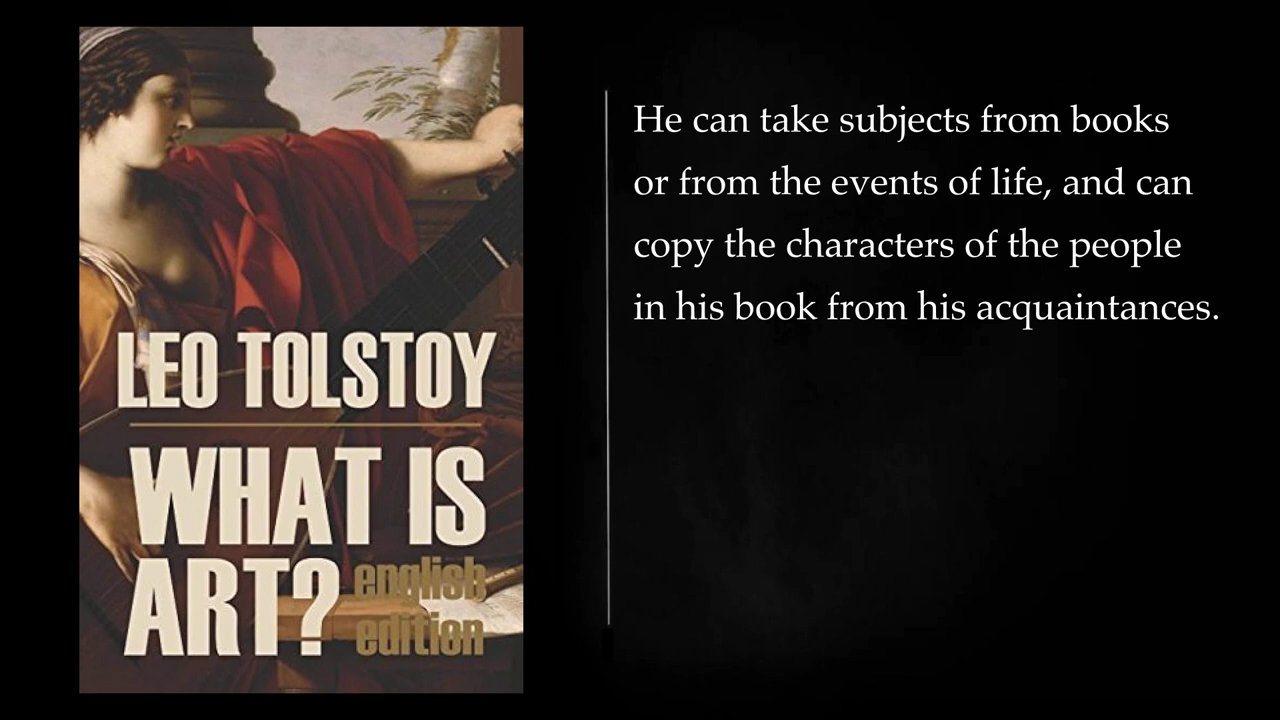 LEO TOLSTOY
WHAT IS
ART?
english
edition
He can take subjects from books
or from the events of life, and can
copy the characters of the people
in his book from his acquaintances.